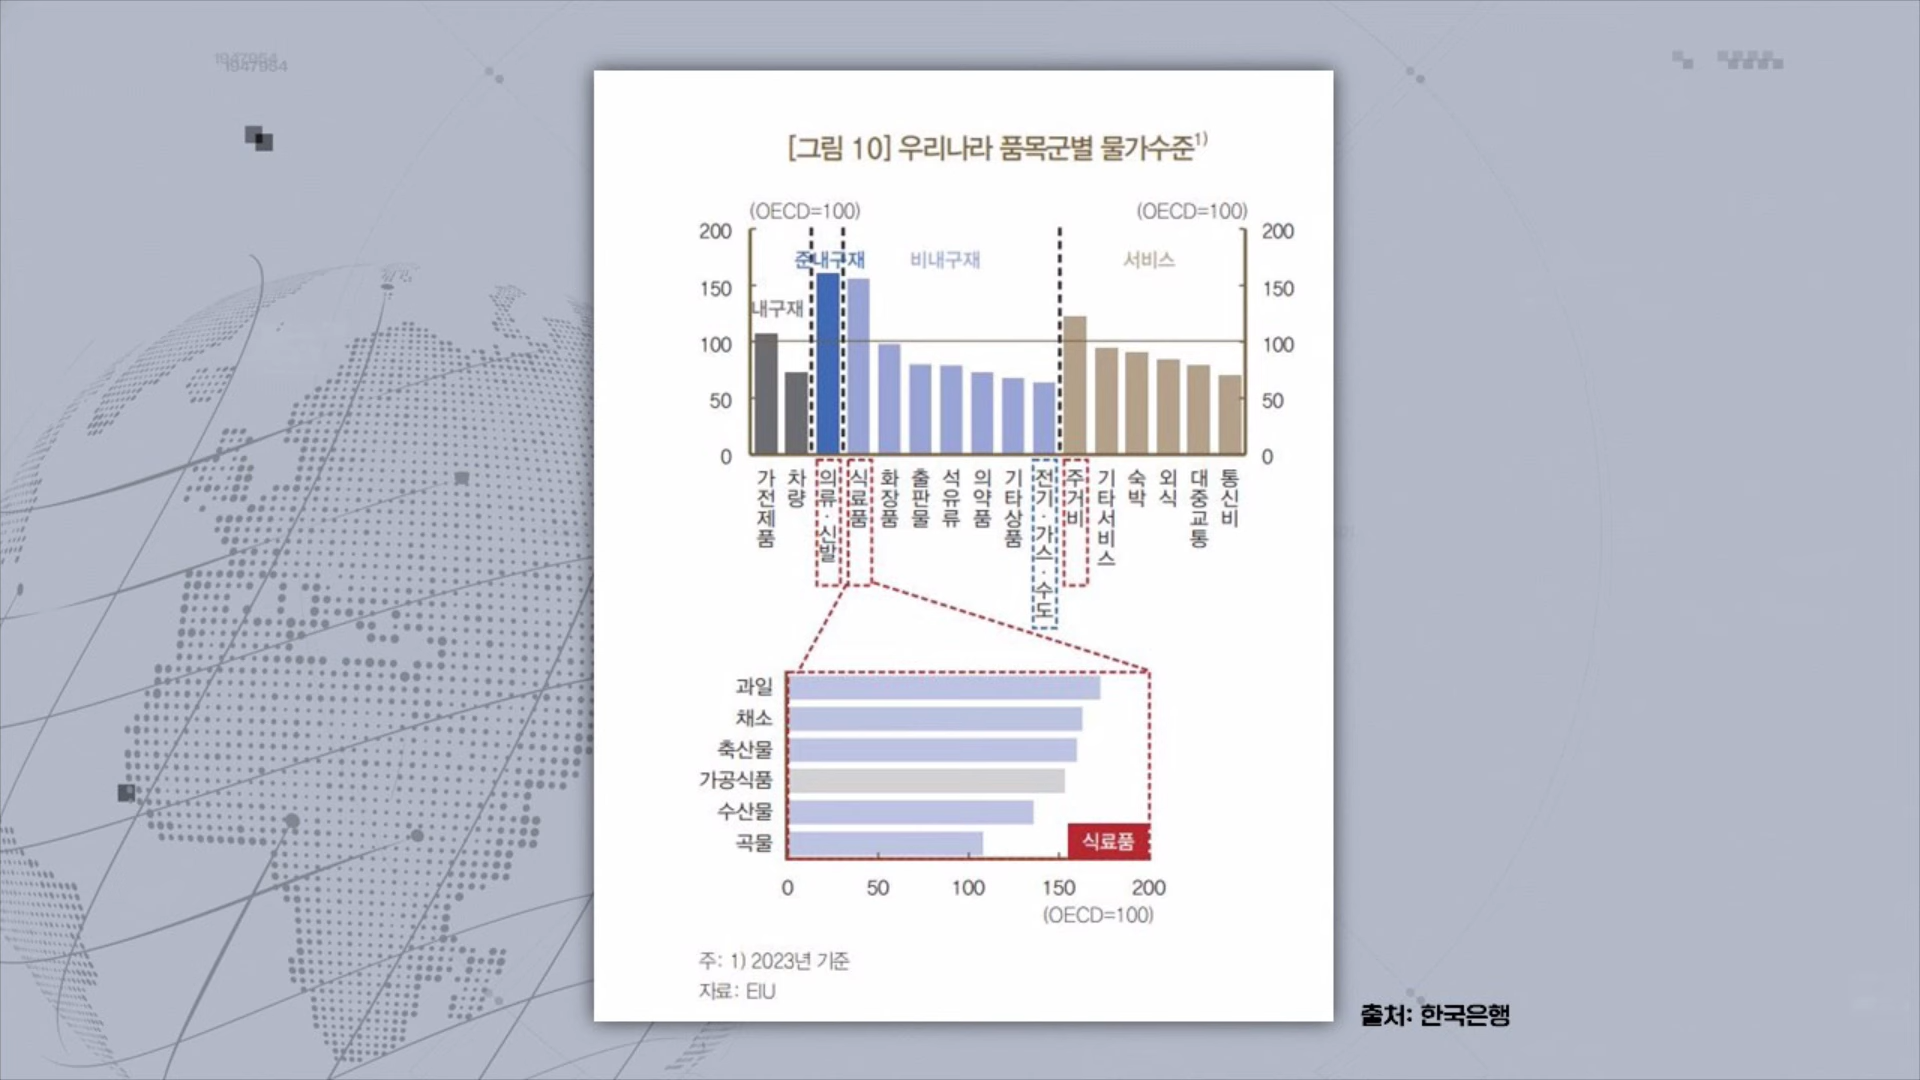 1947954
1947954
[그림 10] 우리나라 품목군별 물가수준1)
(OECD=100)
(OECD=100)
200
150
100
50
0
200
150
100
50
0
내구재
준내구재
비내구재
서비스
가전제품
차량
의류·신발
식료품
화장품
출판물
석유류
의약품
기타상품
전기·가스·수도
주거비
기타서비스
숙박
외식
대중교통
통신비
과일
채소
축산물
가공식품
수산물
곡물
식료품
0 50 100 150 200
(OECD=100)
주: 1) 2023년 기준
자료: EIU
출처: 한국은행